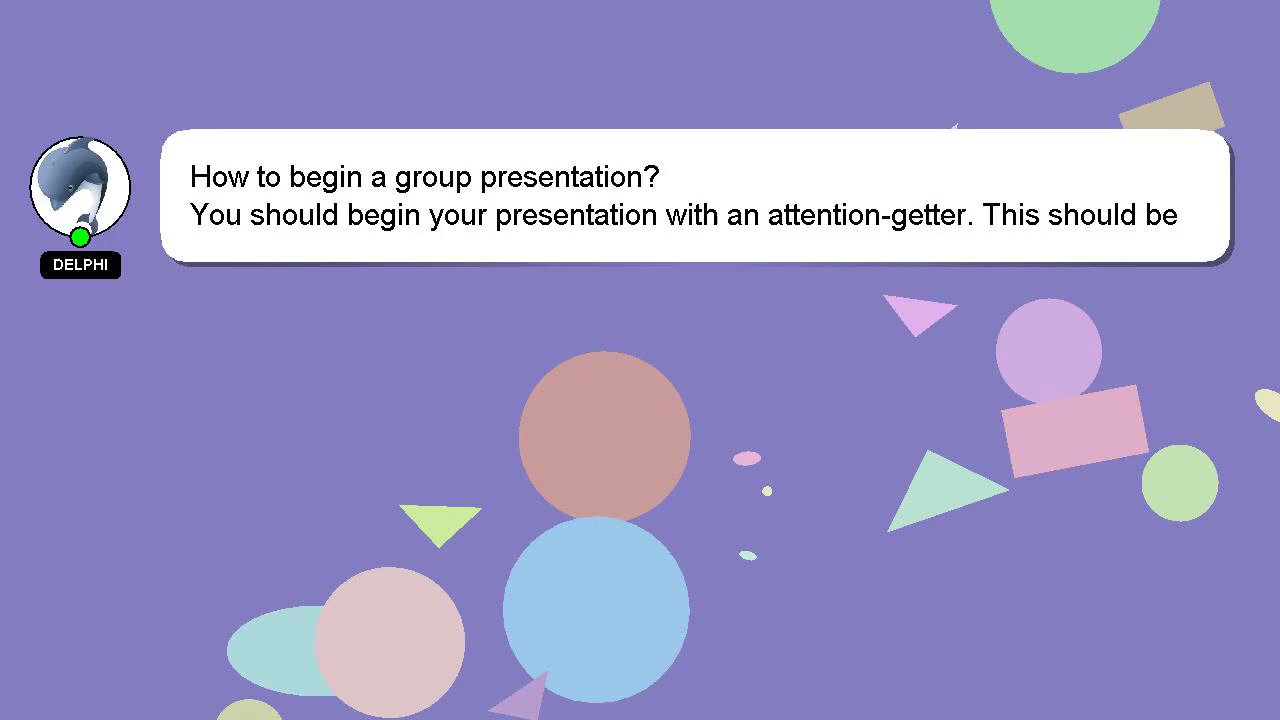 How to begin a group presentation?
You should begin your presentation with an attention-getter. This should be
DELPHI